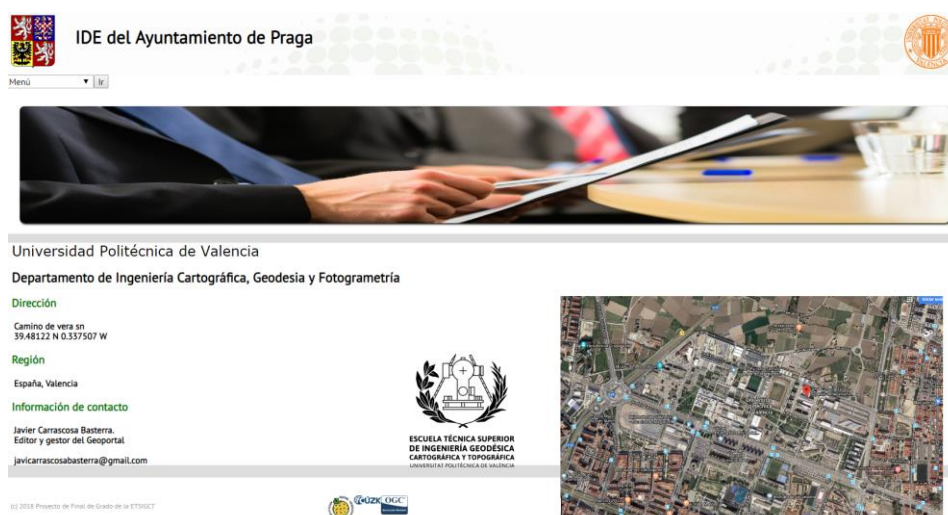 IDE del Ayuntamiento de Praga
Menú
Ir
Universidad Politécnica de Valencia
Departamento de Ingeniería Cartográfica, Geodesia y Fotogrametría
Dirección
Camino de vera sn
39.48122 N 0.337507 W
Región
España, Valencia
Información de contacto
Javier Carrascosa Basterra.
Editor y gestor del Geoportal
javicarrascosabasterra@gmail.com
ESCUELA TÉCNICA SUPERIOR
DE INGENIERÍA GEODÉSICA
CARTOGRÁFICA Y TOPOGRÁFICA
UNIVERSITAT POLITÈCNICA DE VALÈNCIA
(c) 2018 Proyecto de Final de Grado de la ETSIGCT
ČÚZK
OGC